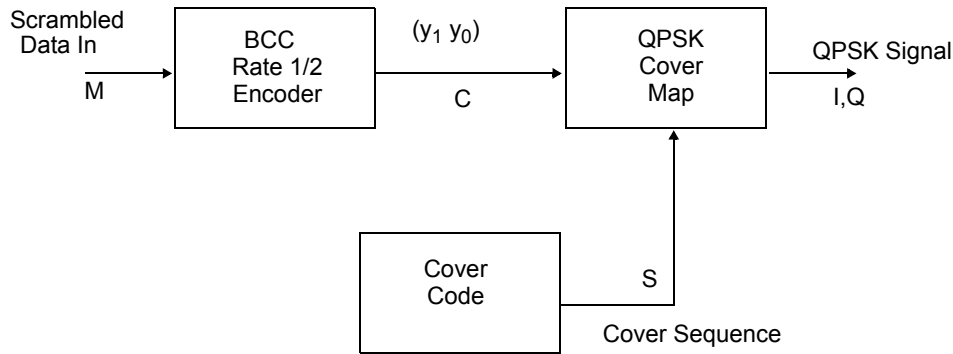 Scrambled
Data In
M
BCC
Rate 1/2
Encoder
(y₁ y₀)
C
QPSK
Cover
Map
QPSK Signal
I,Q
Cover
Code
S
Cover Sequence